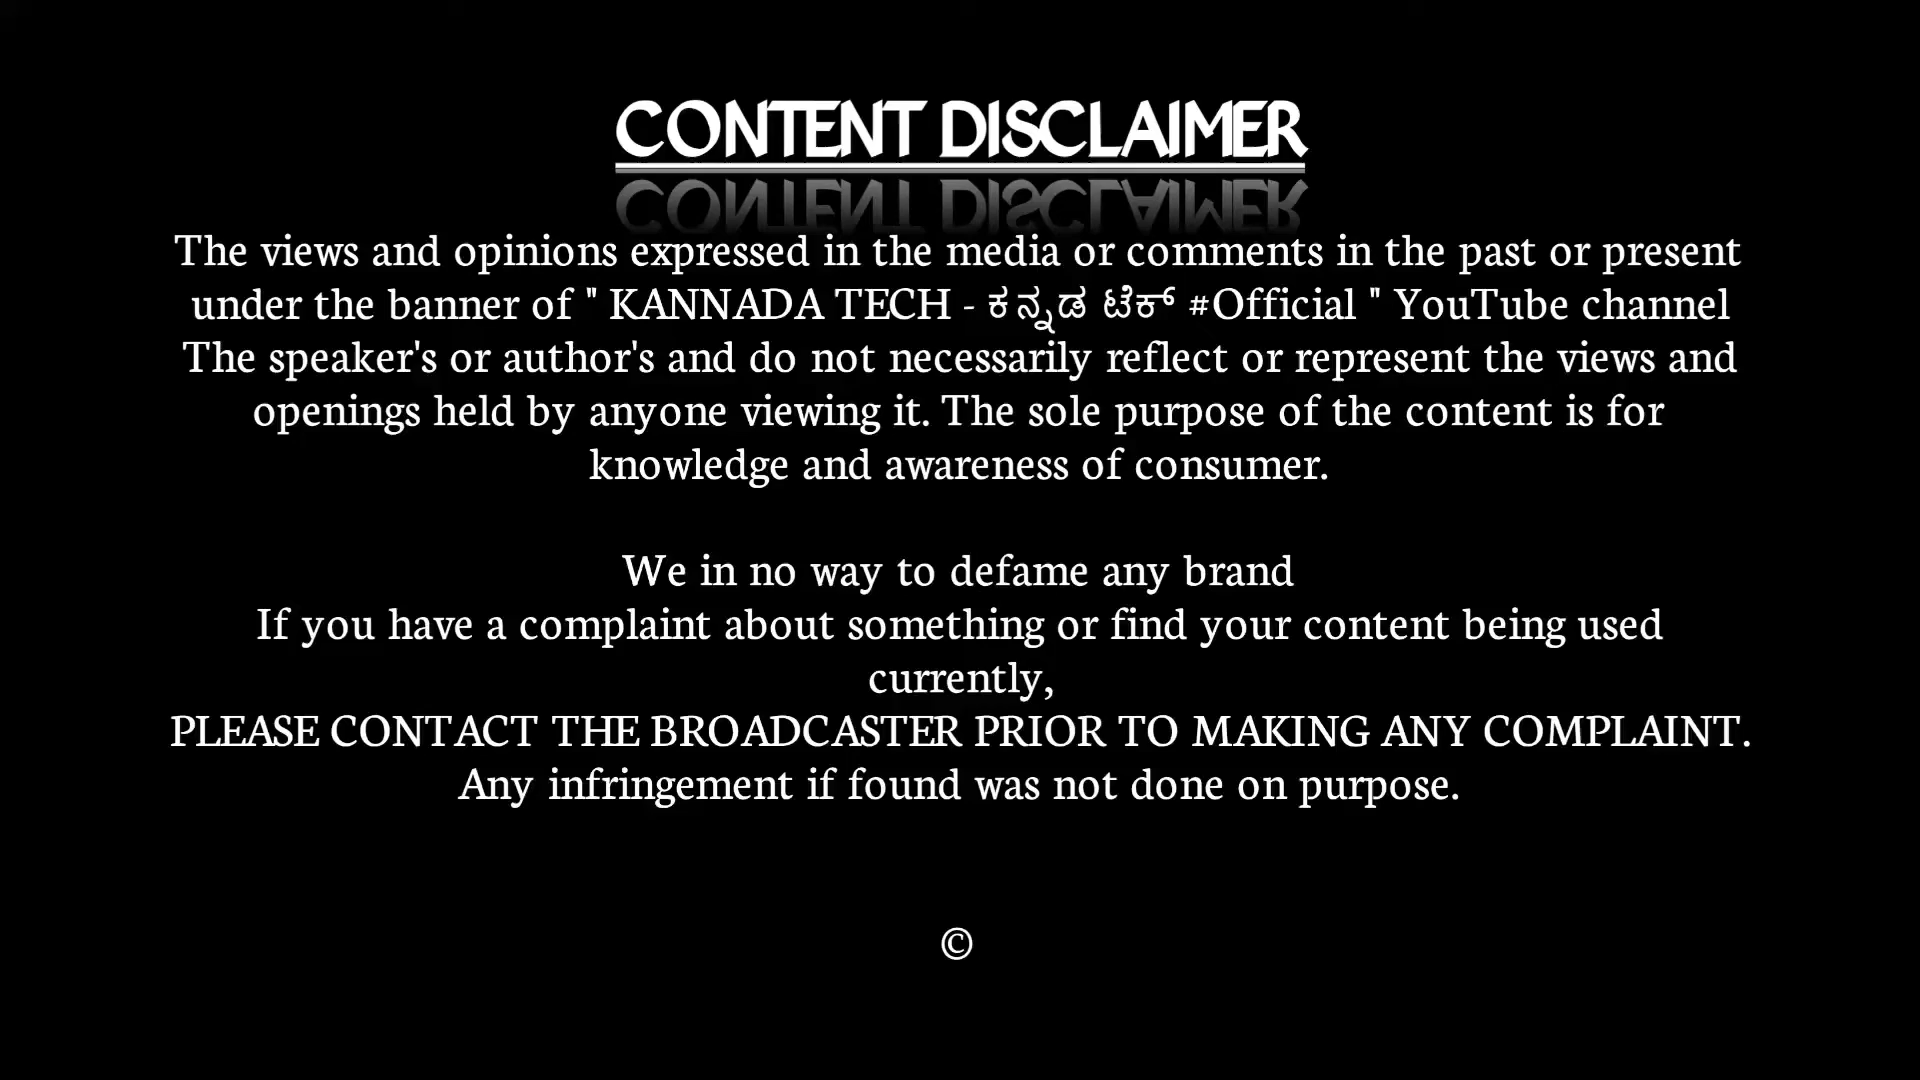 CONTENT DISCLAIMER
The views and opinions expressed in the media or comments in the past or present
under the banner of " KANNADA TECH - ಕನ್ನಡ ಟೆಕ್ #Official " YouTube channel
The speaker's or author's and do not necessarily reflect or represent the views and
openings held by anyone viewing it. The sole purpose of the content is for
knowledge and awareness of consumer.
We in no way to defame any brand
If you have a complaint about something or find your content being used
currently,
PLEASE CONTACT THE BROADCASTER PRIOR TO MAKING ANY COMPLAINT.
Any infringement if found was not done on purpose.
©